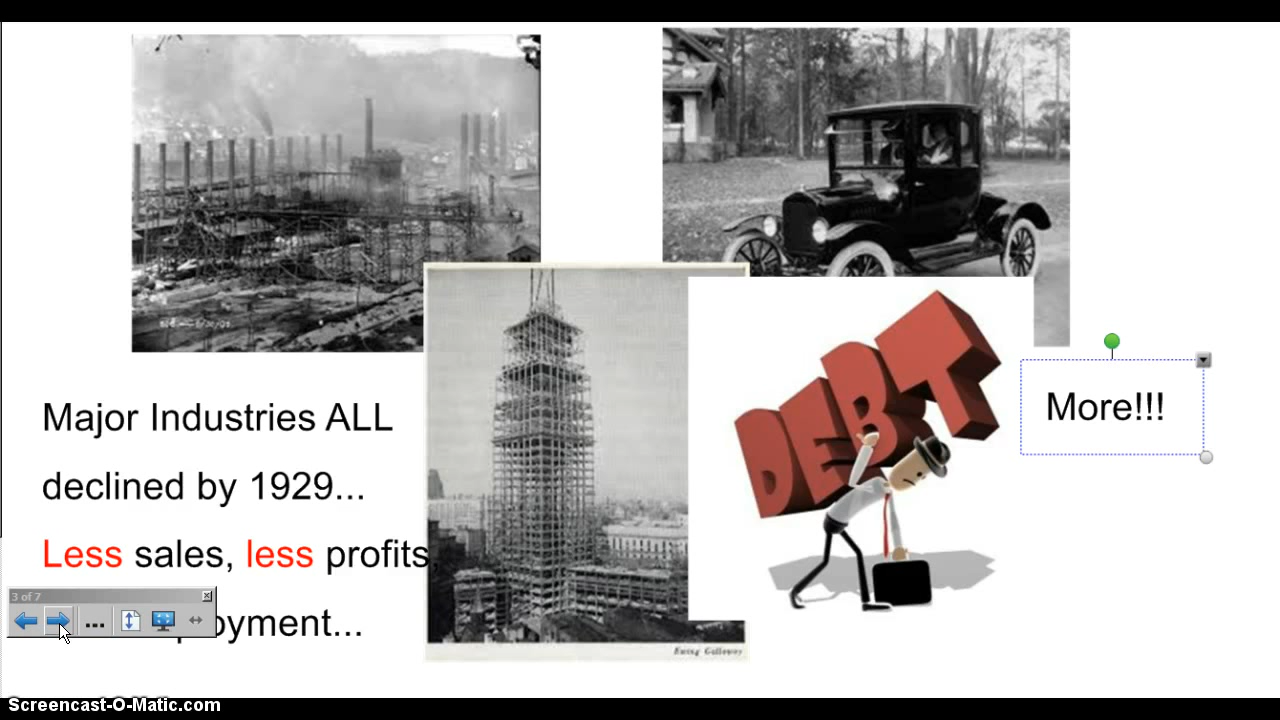 DEBT
Major Industries ALL
declined by 1929...
Less sales, less profits,
More!!!
3 of 7
...
Ewing Galloway
Screencast-O-Matic.com